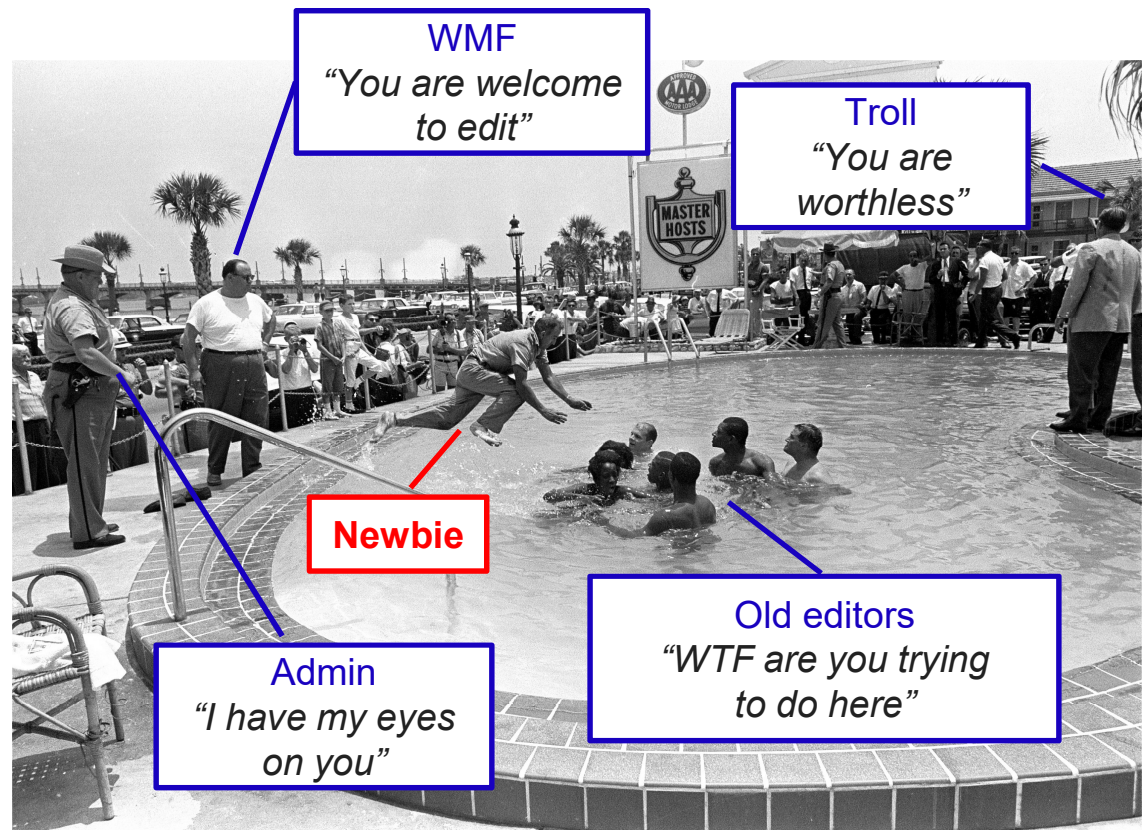 WMF
“You are welcome
to edit”
APPROVED
AAA
MOTOR LODGE
Troll
“You are
worthless”
MASTER
HOSTS
Newbie
Old editors
“WTF are you trying
to do here”
Admin
“I have my eyes
on you”